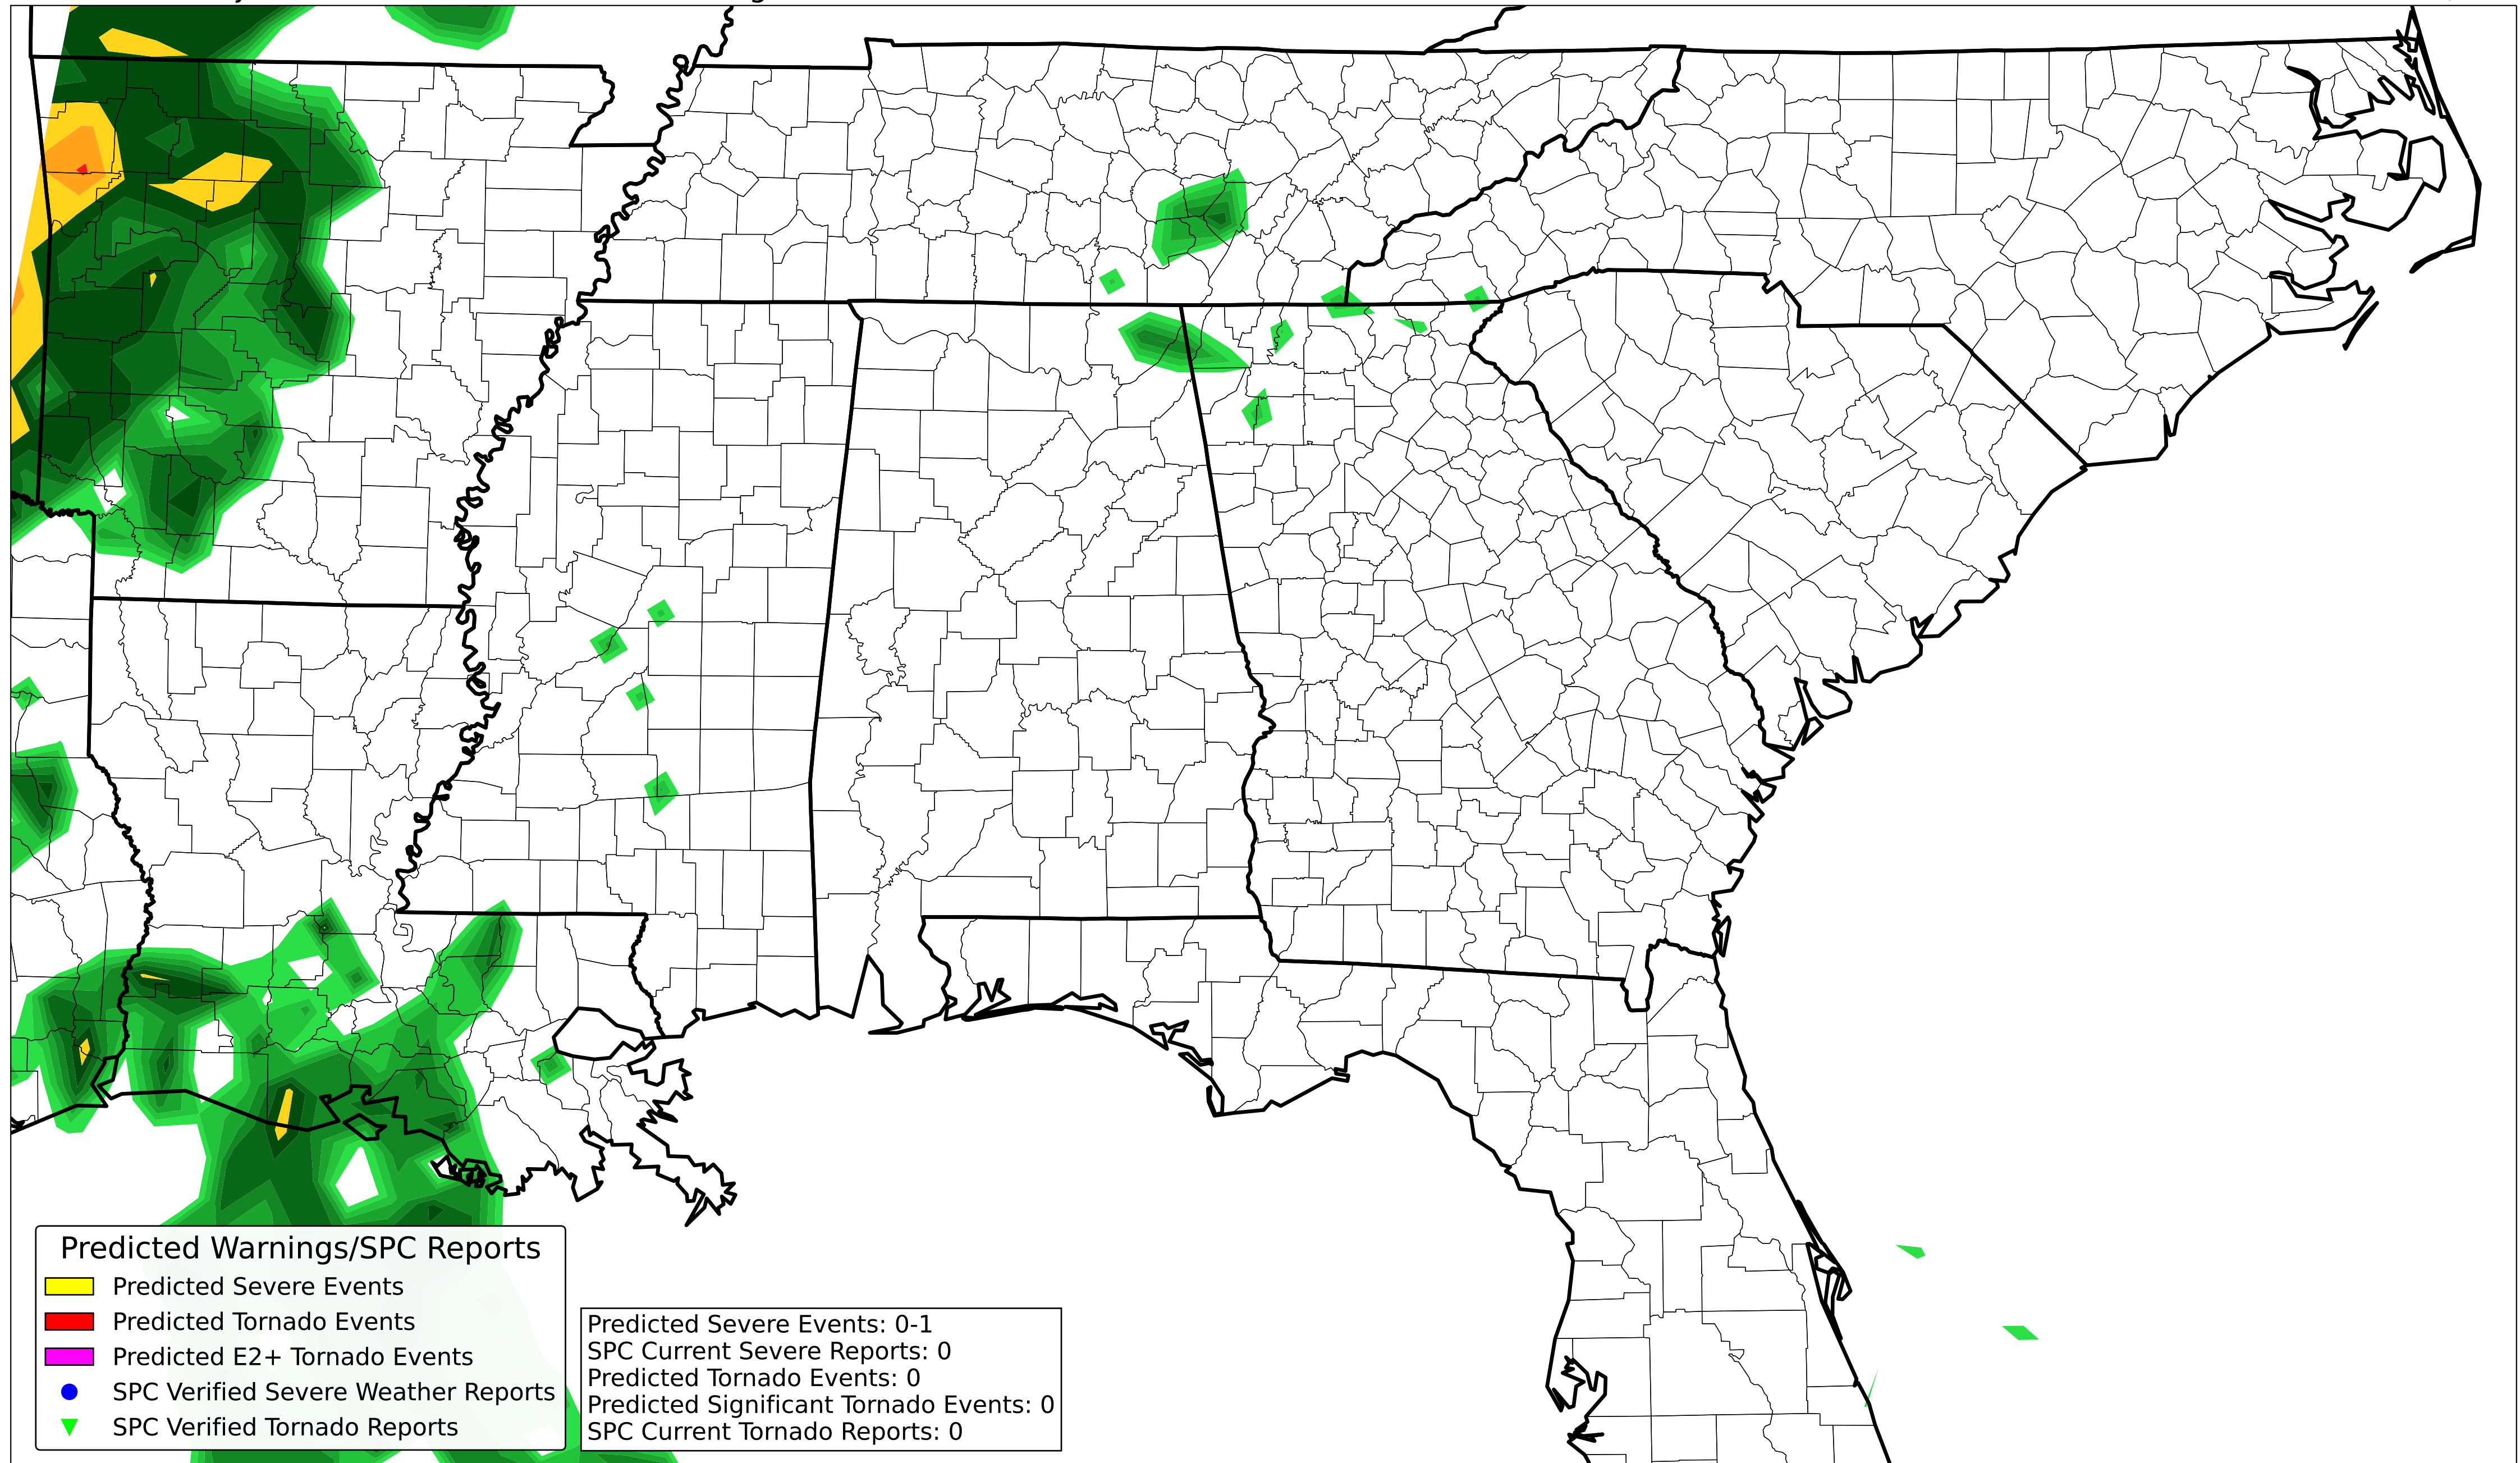 Predicted Warnings/SPC Reports
Predicted Severe Events
Predicted Tornado Events
Predicted E2+ Tornado Events
SPC Verified Severe Weather Reports
SPC Verified Tornado Reports
Predicted Severe Events: 0-1
SPC Current Severe Reports: 0
Predicted Tornado Events: 0
Predicted Significant Tornado Events: 0
SPC Current Tornado Reports: 0